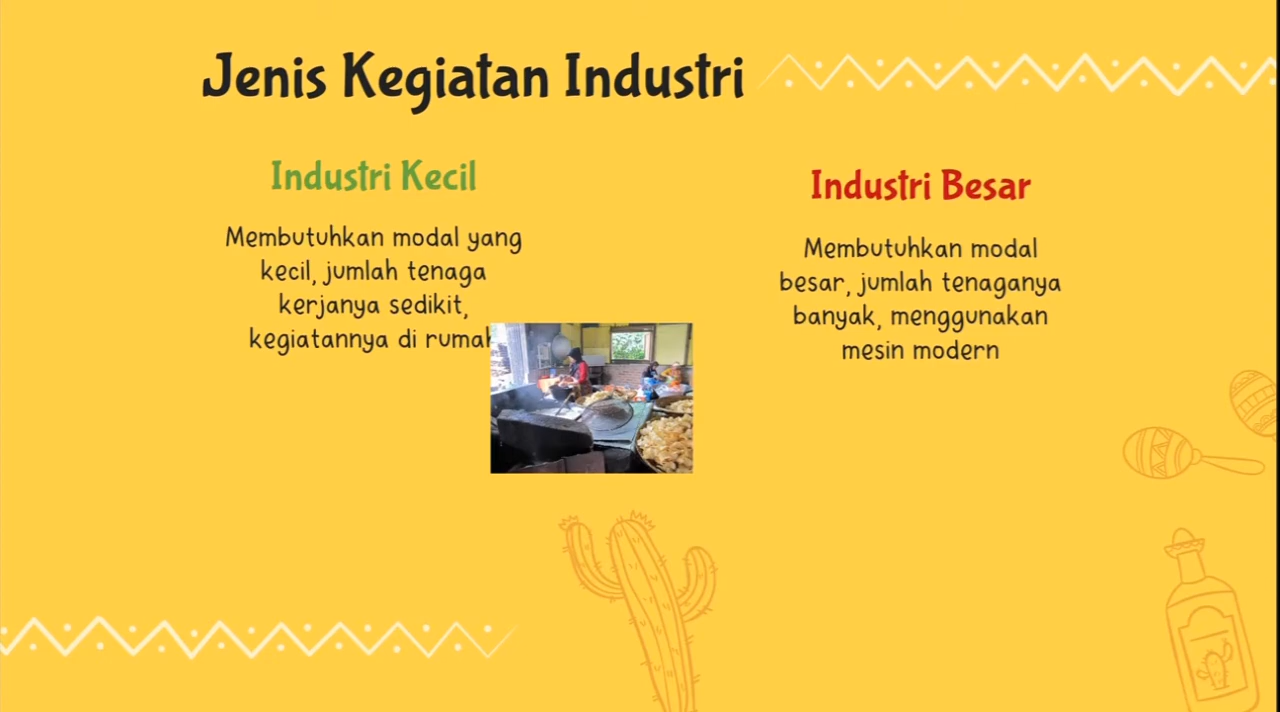 Jenis Kegiatan Industri
Industri Kecil
Membutuhkan modal yang
kecil, jumlah tenaga
kerjanya sedikit,
kegiatannya di rumah
Industri Besar
Membutuhkan modal
besar, jumlah tenaganya
banyak, menggunakan
mesin modern